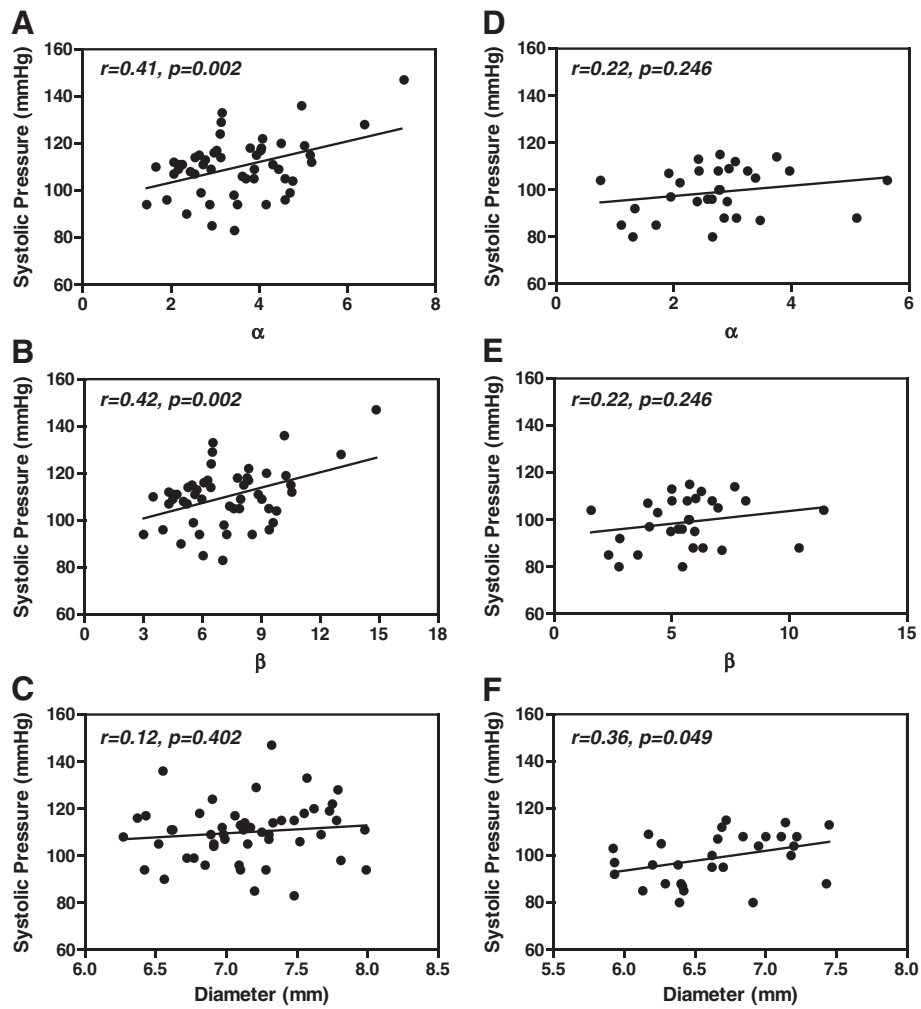 A
Systolic Pressure (mmHg)
160
140
120
100
80
60
r=0.41, p=0.002
0 2 4 6 8
α
D
Systolic Pressure (mmHg)
160
140
120
100
80
60
r=0.22, p=0.246
0 2 4 6
α
B
Systolic Pressure (mmHg)
160
140
120
100
80
60
r=0.42, p=0.002
0 3 6 9 12 15 18
β
E
Systolic Pressure (mmHg)
160
140
120
100
80
60
r=0.22, p=0.246
0 5 10 15
β
C
Systolic Pressure (mmHg)
160
140
120
100
80
60
r=0.12, p=0.402
6.0 6.5 7.0 7.5 8.0 8.5
Diameter (mm)
F
Systolic Pressure (mmHg)
160
140
120
100
80
60
r=0.36, p=0.049
5.5 6.0 6.5 7.0 7.5 8.0
Diameter (mm)